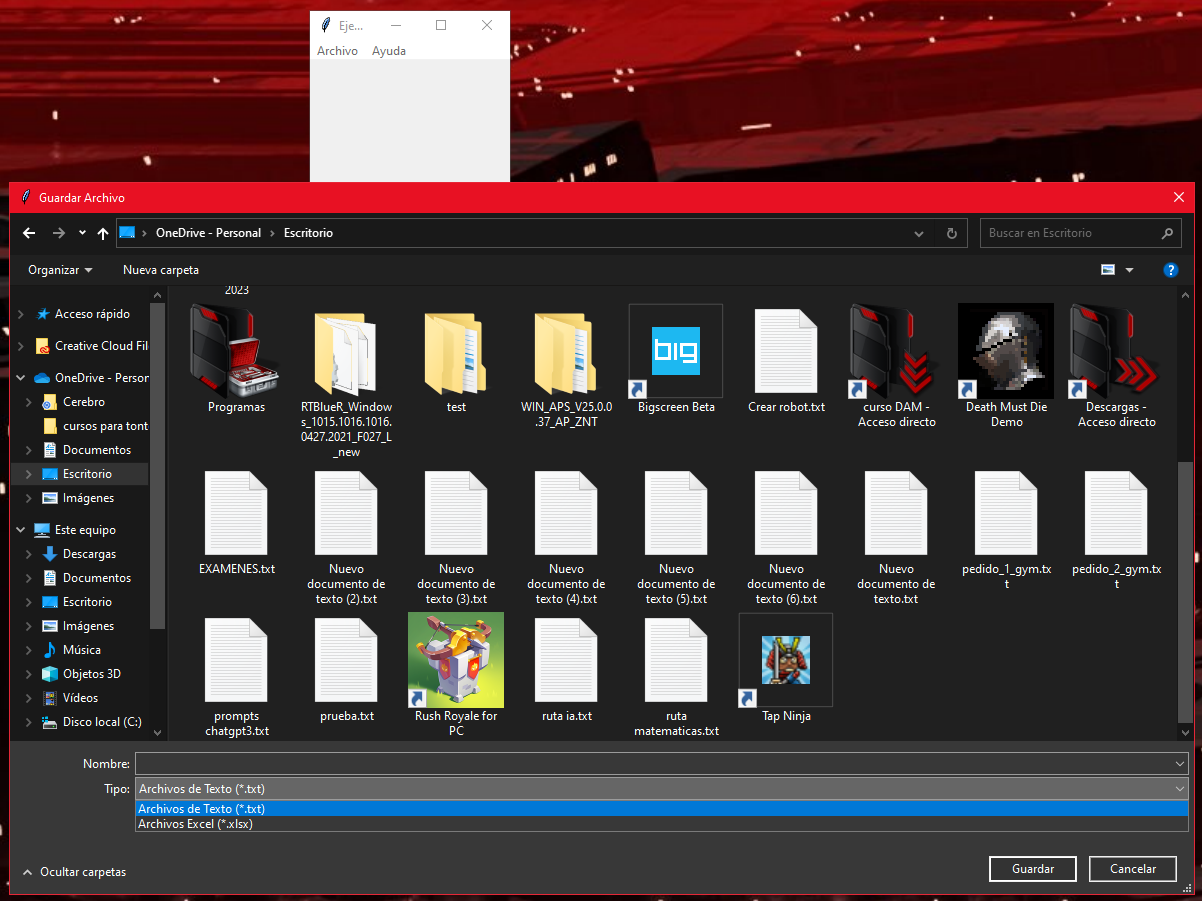 Eje...
Archivo Ayuda
Guardar Archivo
OneDrive - Personal > Escritorio
Buscar en Escritorio
Organizar
Nueva carpeta
Acceso rápido
Creative Cloud Fil
OneDrive - Person
Cerebro
cursos para tont
Documentos
Escritorio
Imágenes
Este equipo
Descargas
Documentos
Escritorio
Imágenes
Música
Objetos 3D
Vídeos
Disco local (C:)
2023
Programas
RTBlueR_Window
s_1015.1016.1016.
0427.2021_F027_L
_new
test
WIN_APS_V25.0.0
.37_AP_ZNT
big
Bigscreen Beta
Crear robot.txt
curso DAM -
Acceso directo
Death Must Die
Demo
Descargas -
Acceso directo
EXAMENES.txt
Nuevo
documento de
texto (2).txt
Nuevo
documento de
texto (3).txt
Nuevo
documento de
texto (4).txt
Nuevo
documento de
texto (5).txt
Nuevo
documento de
texto (6).txt
Nuevo
documento de
texto.txt
pedido_1_gym.tx
t
pedido_2_gym.tx
t
prompts
chatgpt3.txt
prueba.txt
Rush Royale for
PC
ruta ia.txt
ruta
matematicas.txt
Tap Ninja
Nombre:
Tipo: Archivos de Texto (*.txt)
Archivos de Texto (*.txt)
Archivos Excel (*.xlsx)
Ocultar carpetas
Guardar
Cancelar